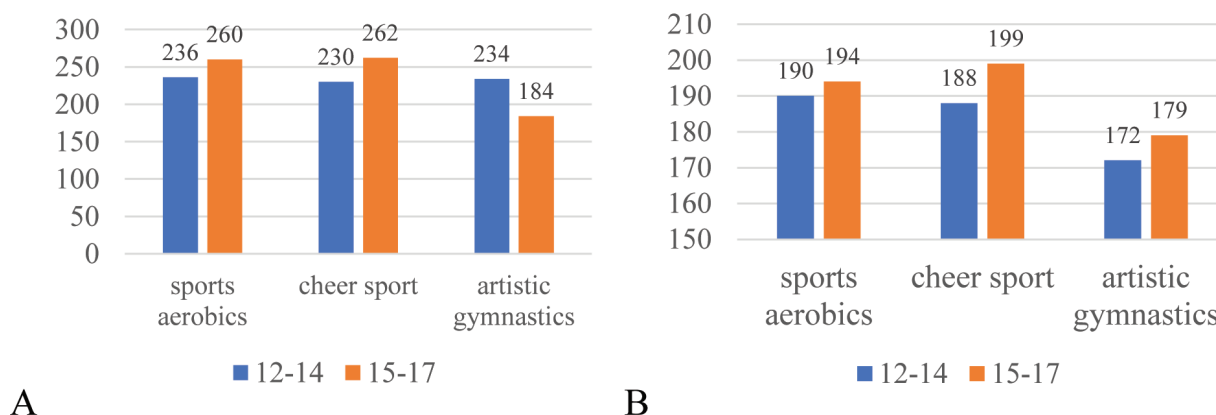 300
250
200
150
100
50
0
236 260
230 262
234 184
sports aerobics
cheer sport
artistic gymnastics
12-14 15-17
A
210
200
190
180
170
160
150
190 194
188 199
172 179
sports aerobics
cheer sport
artistic gymnastics
12-14 15-17
B